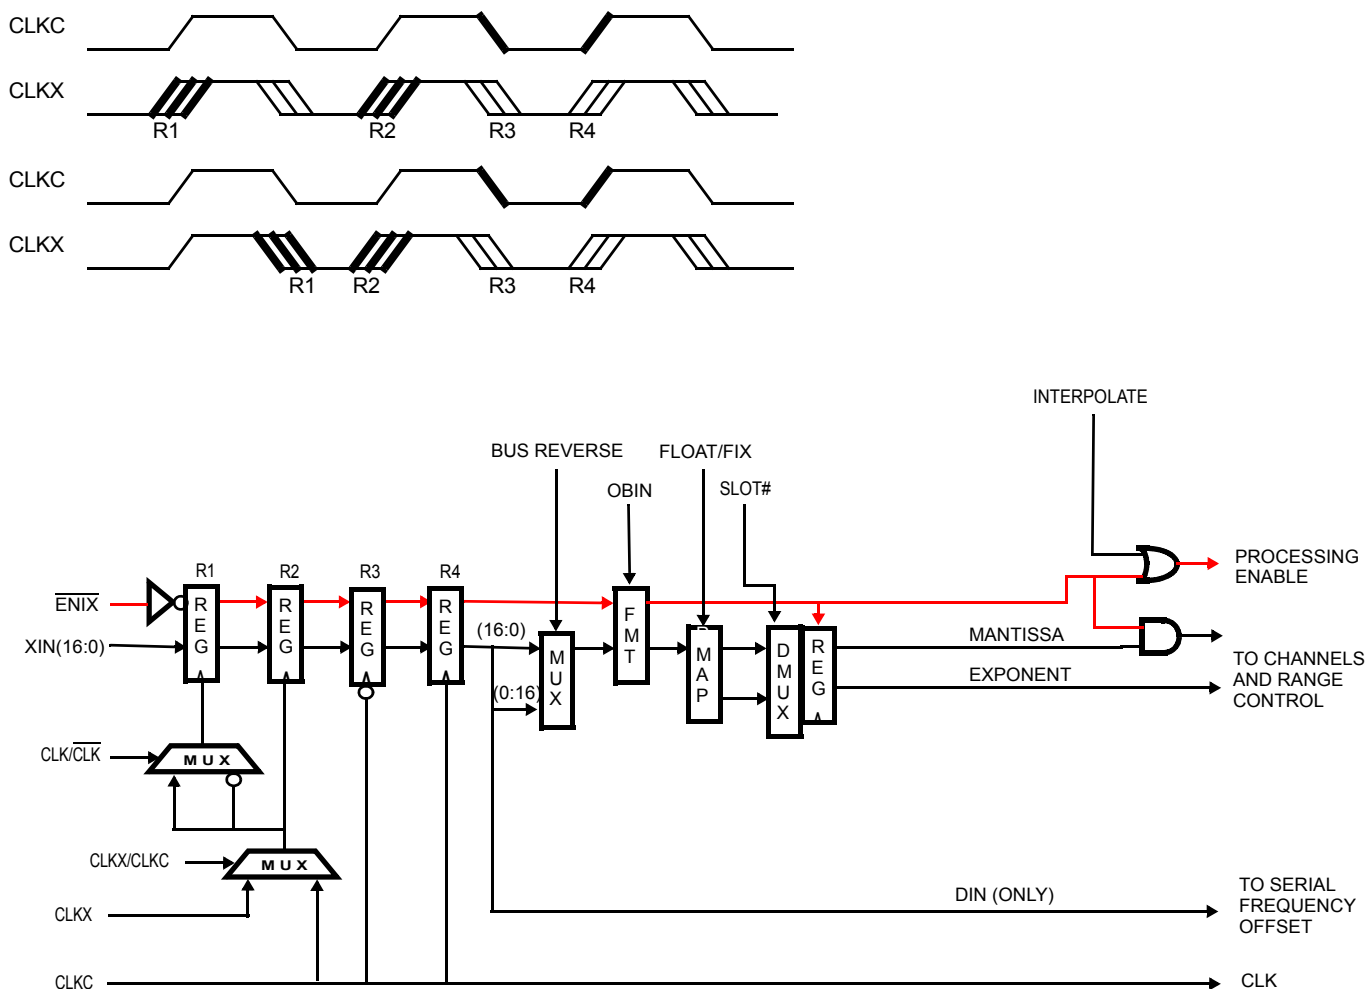 CLKC
CLKX
R1 R2 R3 R4
CLKC
CLKX
R1 R2 R3 R4
INTERPOLATE
BUS REVERSE FLOAT/FIX
OBIN SLOT#
PROCESSING
ENABLE
R1 R2 R3 R4
ENIX
REG
REG
REG
REG
XIN(16:0)
(16:0)
(0:16)
MUX
FMT
MAP
DMUX
REG
MANTISSA
EXPONENT
TO CHANNELS
AND RANGE
CONTROL
CLK/CLK
MUX
CLKX/CLKC
MUX
CLKX
DIN (ONLY)
TO SERIAL
FREQUENCY
OFFSET
CLKC
CLK